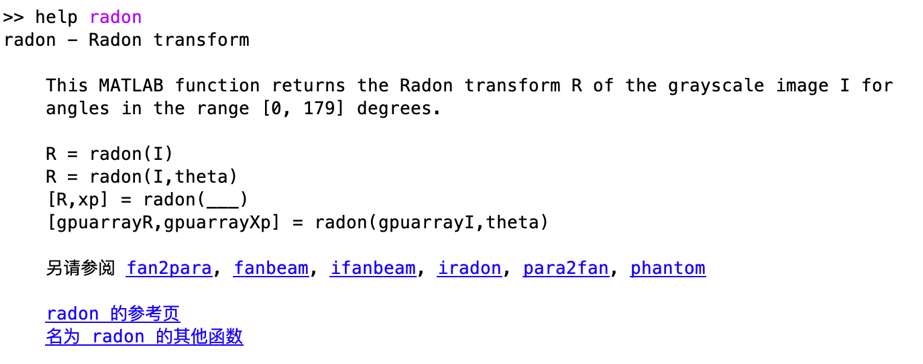 >> help radon
radon - Radon transform
This MATLAB function returns the Radon transform R of the grayscale image I for
angles in the range [0, 179] degrees.
R = radon(I)
R = radon(I,theta)
[R,xp] = radon(___)
[gpuarrayR,gpuarrayXp] = radon(gpuarrayI,theta)
另请参阅 fan2para, fanbeam, ifanbeam, iradon, para2fan, phantom
radon 的参考页
名为 radon 的其他函数